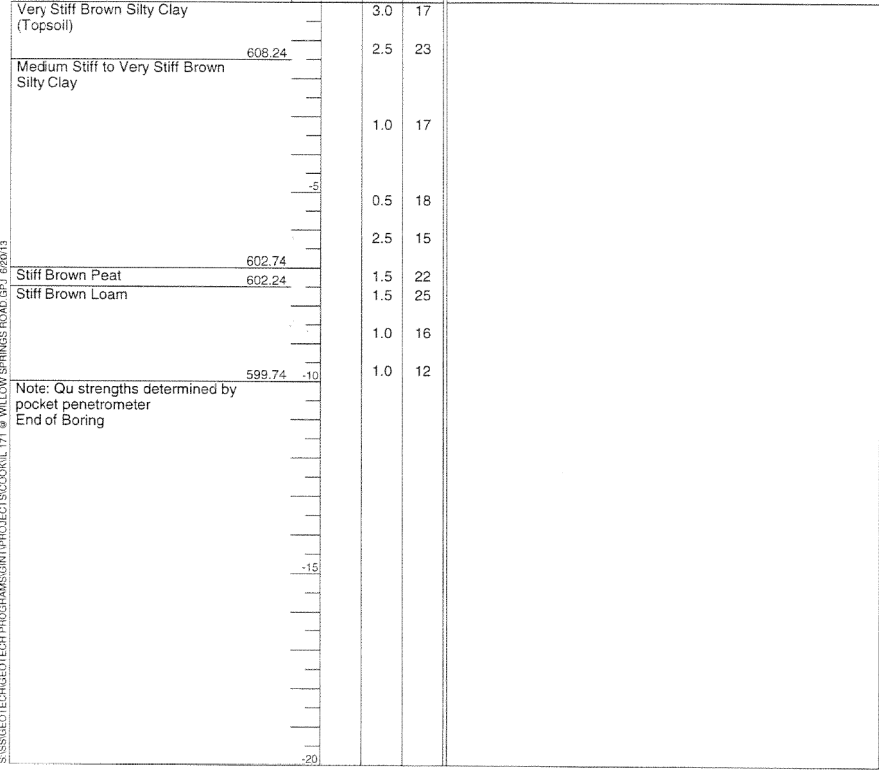 Very Stiff Brown Silty Clay 3.0 17
(Topsoil)
608.24 2.5 23
Medium Stiff to Very Stiff Brown
Silty Clay
1.0 17
-5
0.5 18
2.5 15
602.74
Stiff Brown Peat 602.24 1.5 22
Stiff Brown Loam 1.5 25
1.0 16
599.74 -10 1.0 12
Note: Qu strengths determined by
pocket penetrometer
End of Boring
-15
-20
S:\SS\GEOTECH\GEOTECH PROGRAMS\GINT\PROJECTS\COOK\IL 171 @ WILLOW SPRINGS ROAD.GPJ 6/20/13